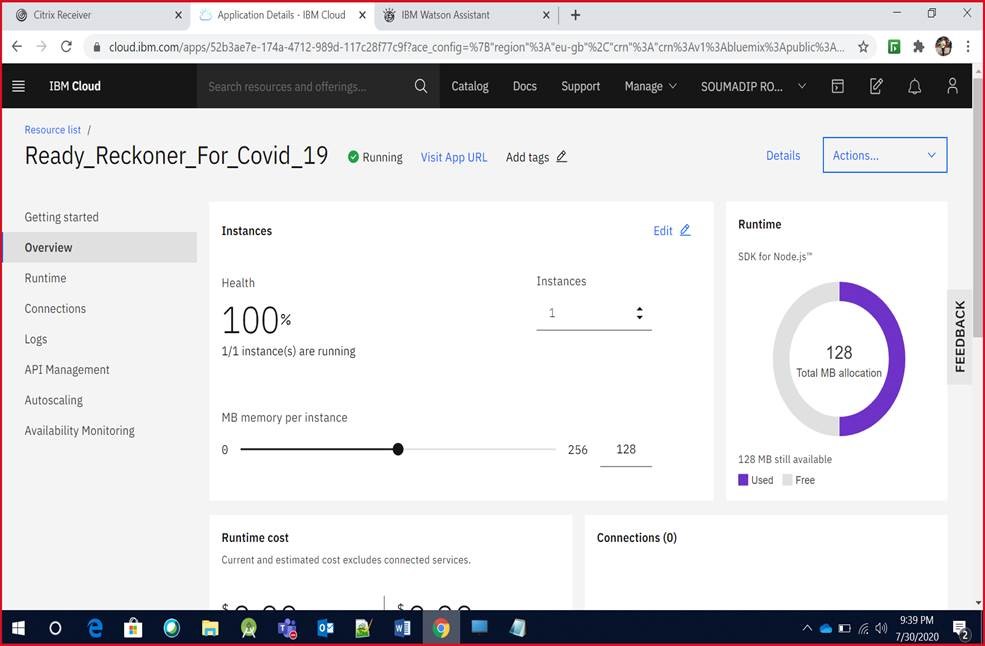 Citrix Receiver
Application Details - IBM Cloud
IBM Watson Assistant
cloud.ibm.com/apps/52b3ae7e-174a-4712-989d-117c28f77c9f?ace_config=%7B"region"%3A"eu-gb"%2C"crn"%3A"crn%3Av1%3Abluemix%3Apublic%3A...
IBM Cloud
Search resources and offerings...
Catalog Docs Support Manage SOUMADIP RO...
Resource list /
Ready_Reckoner_For_Covid_19 Running Visit App URL Add tags Details Actions...
Getting started
Overview
Runtime
Connections
Logs
API Management
Autoscaling
Availability Monitoring
Instances Edit
Health
100%
1/1 instance(s) are running
Instances
1
MB memory per instance
0 256 128
Runtime
SDK for Node.js™
128
Total MB allocation
128 MB still available
Used Free
FEEDBACK
Runtime cost
Current and estimated cost excludes connected services.
Connections (0)
9:39 PM
7/30/2020
2